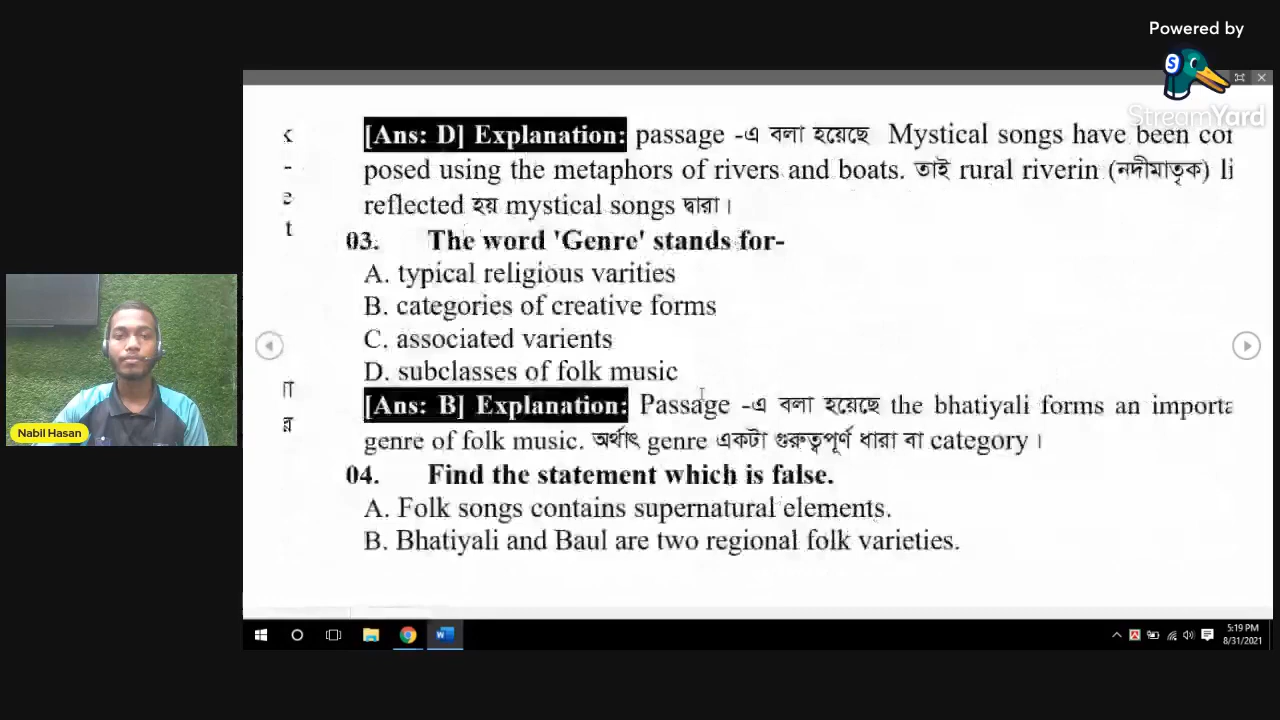 Powered by
StreamYard
[Ans: D] Explanation: passage -এ বলা হয়েছে Mystical songs have been cor
posed using the metaphors of rivers and boats. তাই rural riverin (নদীমাতৃক) li
reflected হয় mystical songs দ্বারা।
03. The word 'Genre' stands for-
A. typical religious varities
B. categories of creative forms
C. associated varients
D. subclasses of folk music
[Ans: B] Explanation: Passage -এ বলা হয়েছে the bhatiyali forms an importa
genre of folk music. অর্থাৎ genre একটা গুরুত্বপূর্ণ ধারা বা category।
04. Find the statement which is false.
A. Folk songs contains supernatural elements.
B. Bhatiyali and Baul are two regional folk varieties.
Nabil Hasan
5:19 PM
8/31/2021